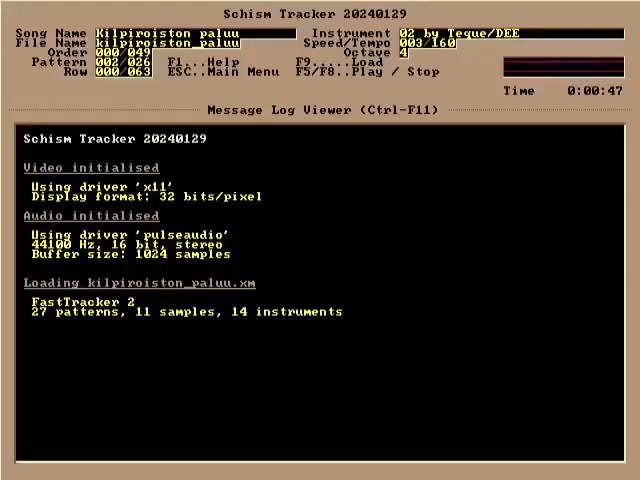 Schism Tracker 20240129
Song Name Kilpiroiston paluu Instrument 02 by Teque/DEE
File Name kilpiroiston_paluu Speed/Tempo 003/160
Order 000/049 Octave 4
Pattern 002/026 F1...Help F9.....Load
Row 000/063 ESC..Main Menu F5/F8..Play / Stop
Time 0:00:47
Message Log Viewer (Ctrl-F11)
Schism Tracker 20240129
Video initialised
Using driver 'x11'
Display format: 32 bits/pixel
Audio initialised
Using driver 'pulseaudio'
44100 Hz, 16 bit, stereo
Buffer size: 1024 samples
Loading kilpiroiston_paluu.xm
FastTracker 2
27 patterns, 11 samples, 14 instruments